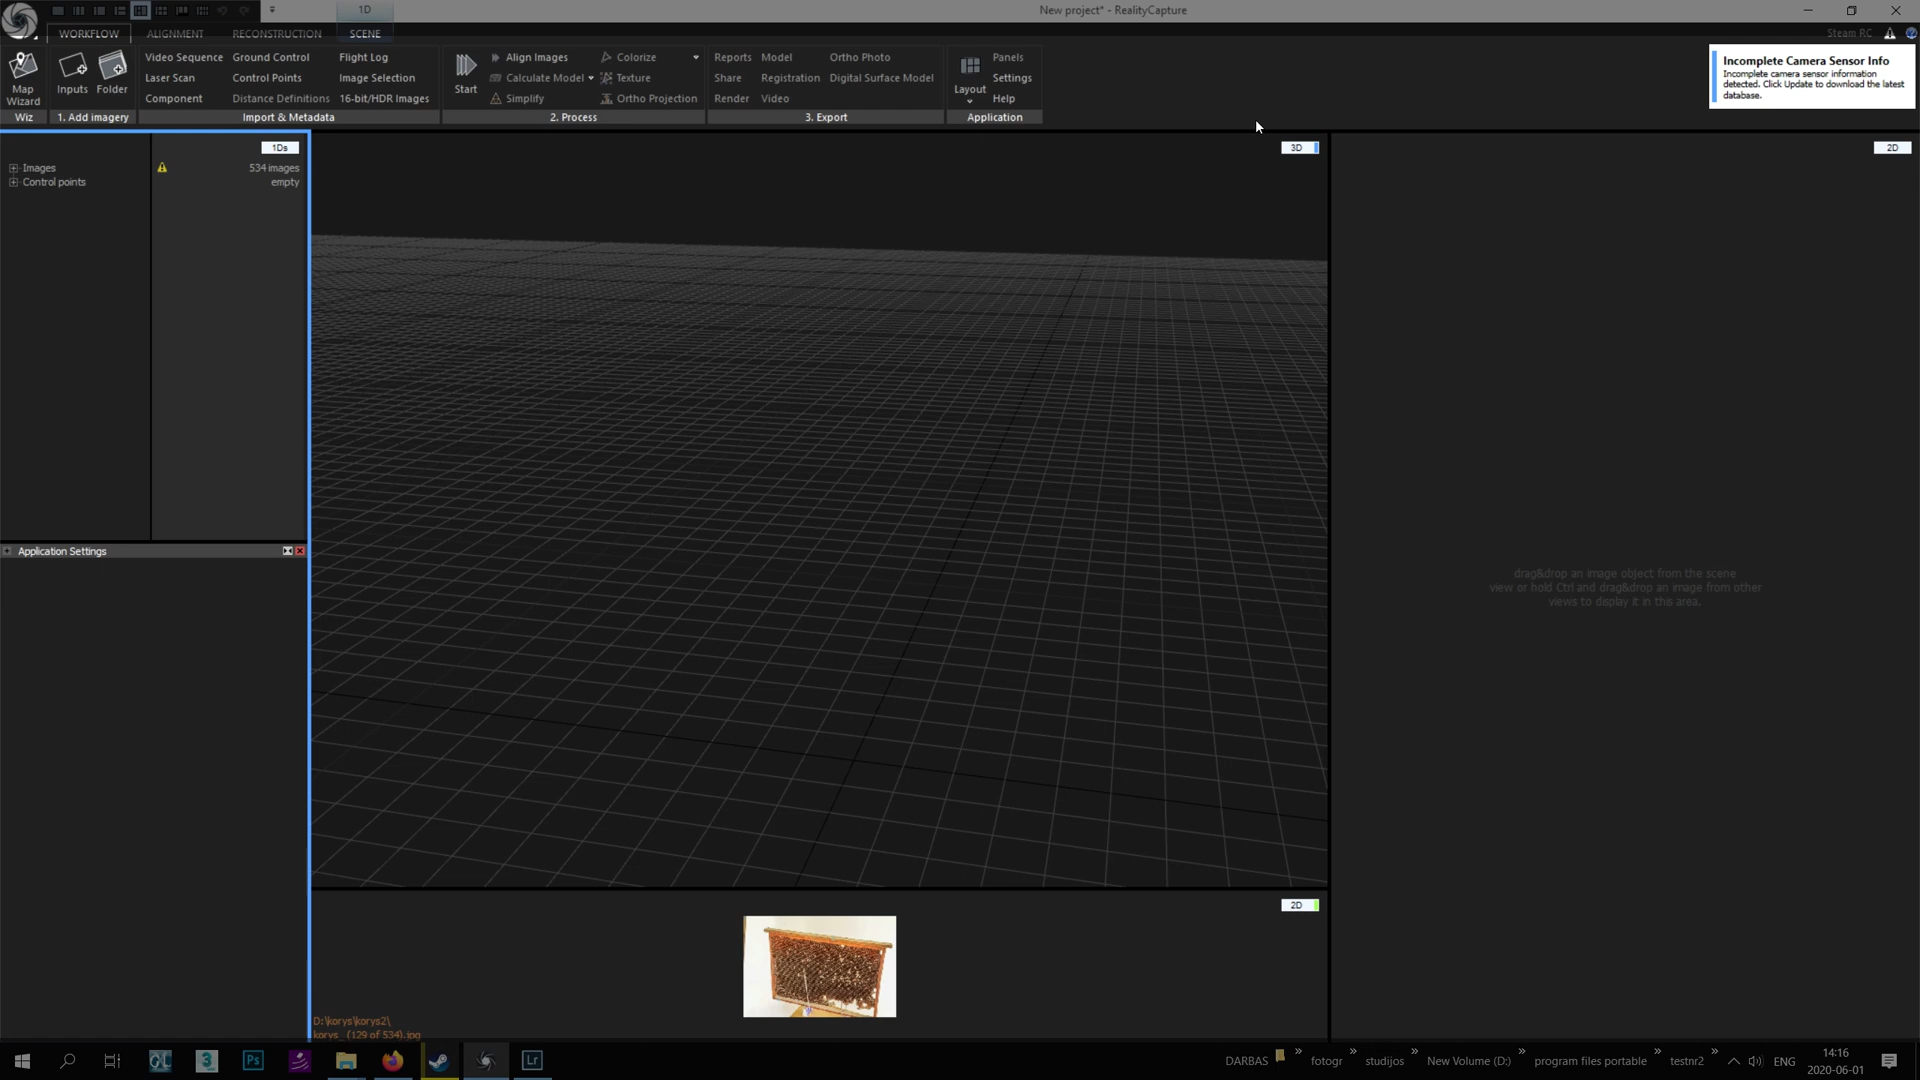 1D
New project* - RealityCapture
WORKFLOW
ALIGNMENT
RECONSTRUCTION
SCENE
Steam RC
Map Wizard
Inputs
Folder
Video Sequence
Ground Control
Flight Log
Laser Scan
Control Points
Image Selection
Component
Distance Definitions
16-bit/HDR Images
Start
Align Images
Colorize
Calculate Model
Texture
Simplify
Ortho Projection
Reports
Model
Ortho Photo
Share
Registration
Digital Surface Model
Render
Video
Layout
Panels
Settings
Help
Wiz
1. Add imagery
Import & Metadata
2. Process
3. Export
Application
Incomplete Camera Sensor Info
Incomplete camera sensor information
detected. Click Update to download the latest
database.
1Ds
3D
2D
Images
534 images
Control points
empty
Application Settings
drag&drop an image object from the scene
view or hold Ctrl and drag&drop an image from other
views to display it in this area.
2D
D:\korys\korys2\
korys_ (129 of 534).jpg
3
Ps
Lr
DARBAS
fotogr
studijos
New Volume (D:)
program files portable
testnr2
ENG
14:16
2020-06-01